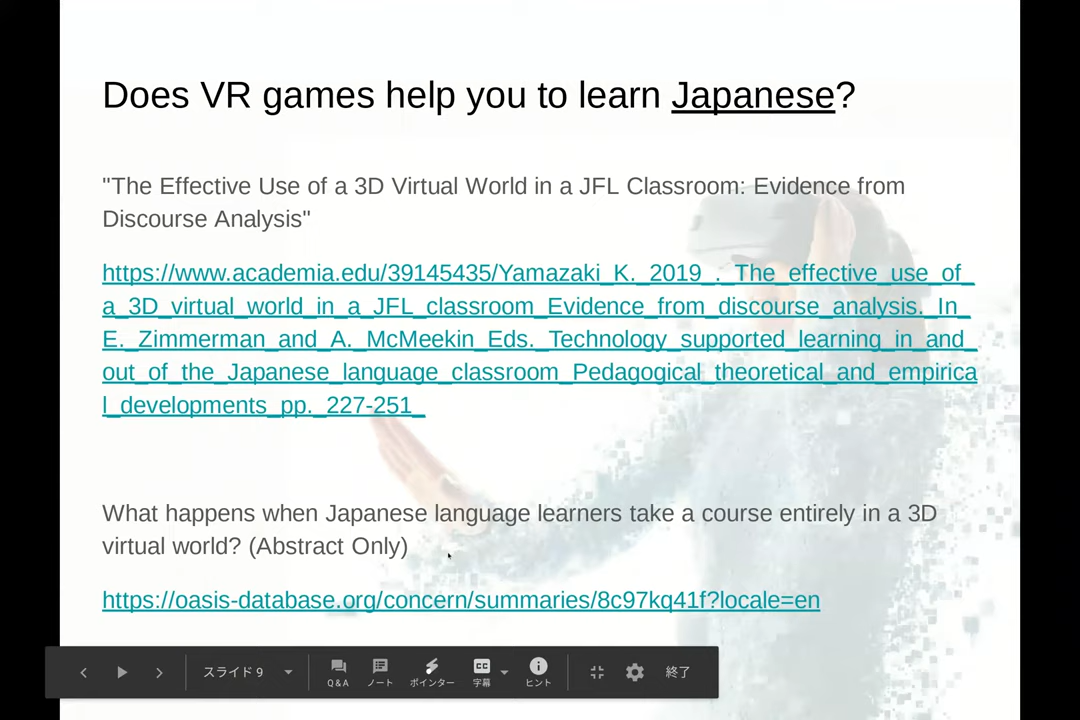 Does VR games help you to learn Japanese?
"The Effective Use of a 3D Virtual World in a JFL Classroom: Evidence from
Discourse Analysis"
https://www.academia.edu/39145435/Yamazaki_K._2019_._The_effective_use_of_
a_3D_virtual_world_in_a_JFL_classroom_Evidence_from_discourse_analysis._In_
E._Zimmerman_and_A._McMeekin_Eds._Technology_supported_learning_in_and_
out_of_the_Japanese_language_classroom_Pedagogical_theoretical_and_empirica
l_developments_pp._227-251_
What happens when Japanese language learners take a course entirely in a 3D
virtual world? (Abstract Only)
https://oasis-database.org/concern/summaries/8c97kq41f?locale=en
スライド 9
Q&A ノート ポインター CC 字幕 ヒント 終了